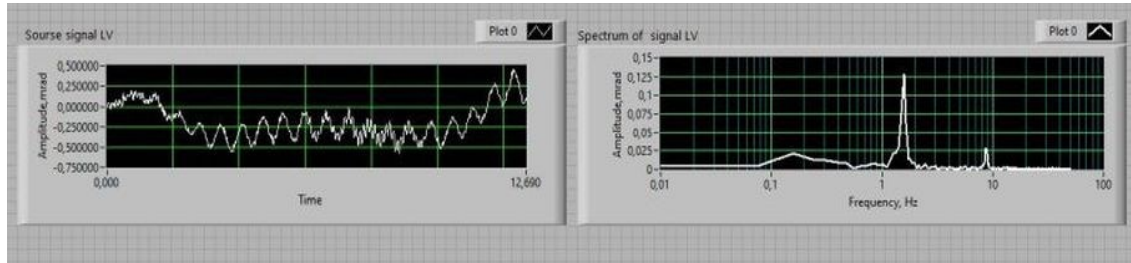 Sourse signal LV
Plot 0
Amplitude,mrad
0,500000
0,250000
0,000000
-0,250000
-0,500000
-0,750000
0,000
12,690
Time
Spectrum of signal LV
Plot 0
Amplitude,mrad
0,15
0,125
0,1
0,075
0,05
0,025
0
0,01
0,1
1
10
100
Frequency, Hz